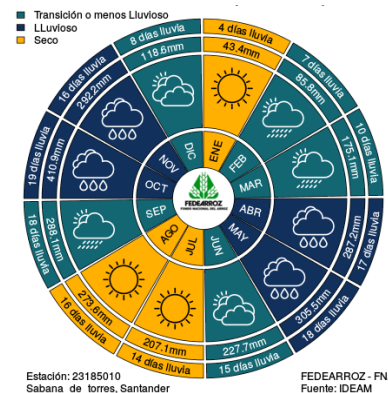 Transición o menos Lluvioso
LLuvioso
Seco
4 días lluvia
43.4mm
ENE
7 días lluvia
85.8mm
FEB
10 días lluvia
175.1mm
MAR
17 días lluvia
287.2mm
ABR
18 días lluvia
305.5mm
MAY
15 días lluvia
227.7mm
JUN
14 días lluvia
207.1mm
JUL
16 días lluvia
273.6mm
AGO
18 días lluvia
288.1mm
SEP
19 días lluvia
410.9mm
OCT
16 días lluvia
292.2mm
NOV
8 días lluvia
118.6mm
DIC
FEDEARROZ
FONDO NACIONAL DEL ARROZ
Estación: 23185010
Sabana de torres, Santander
FEDEARROZ - FN
Fuente: IDEAM